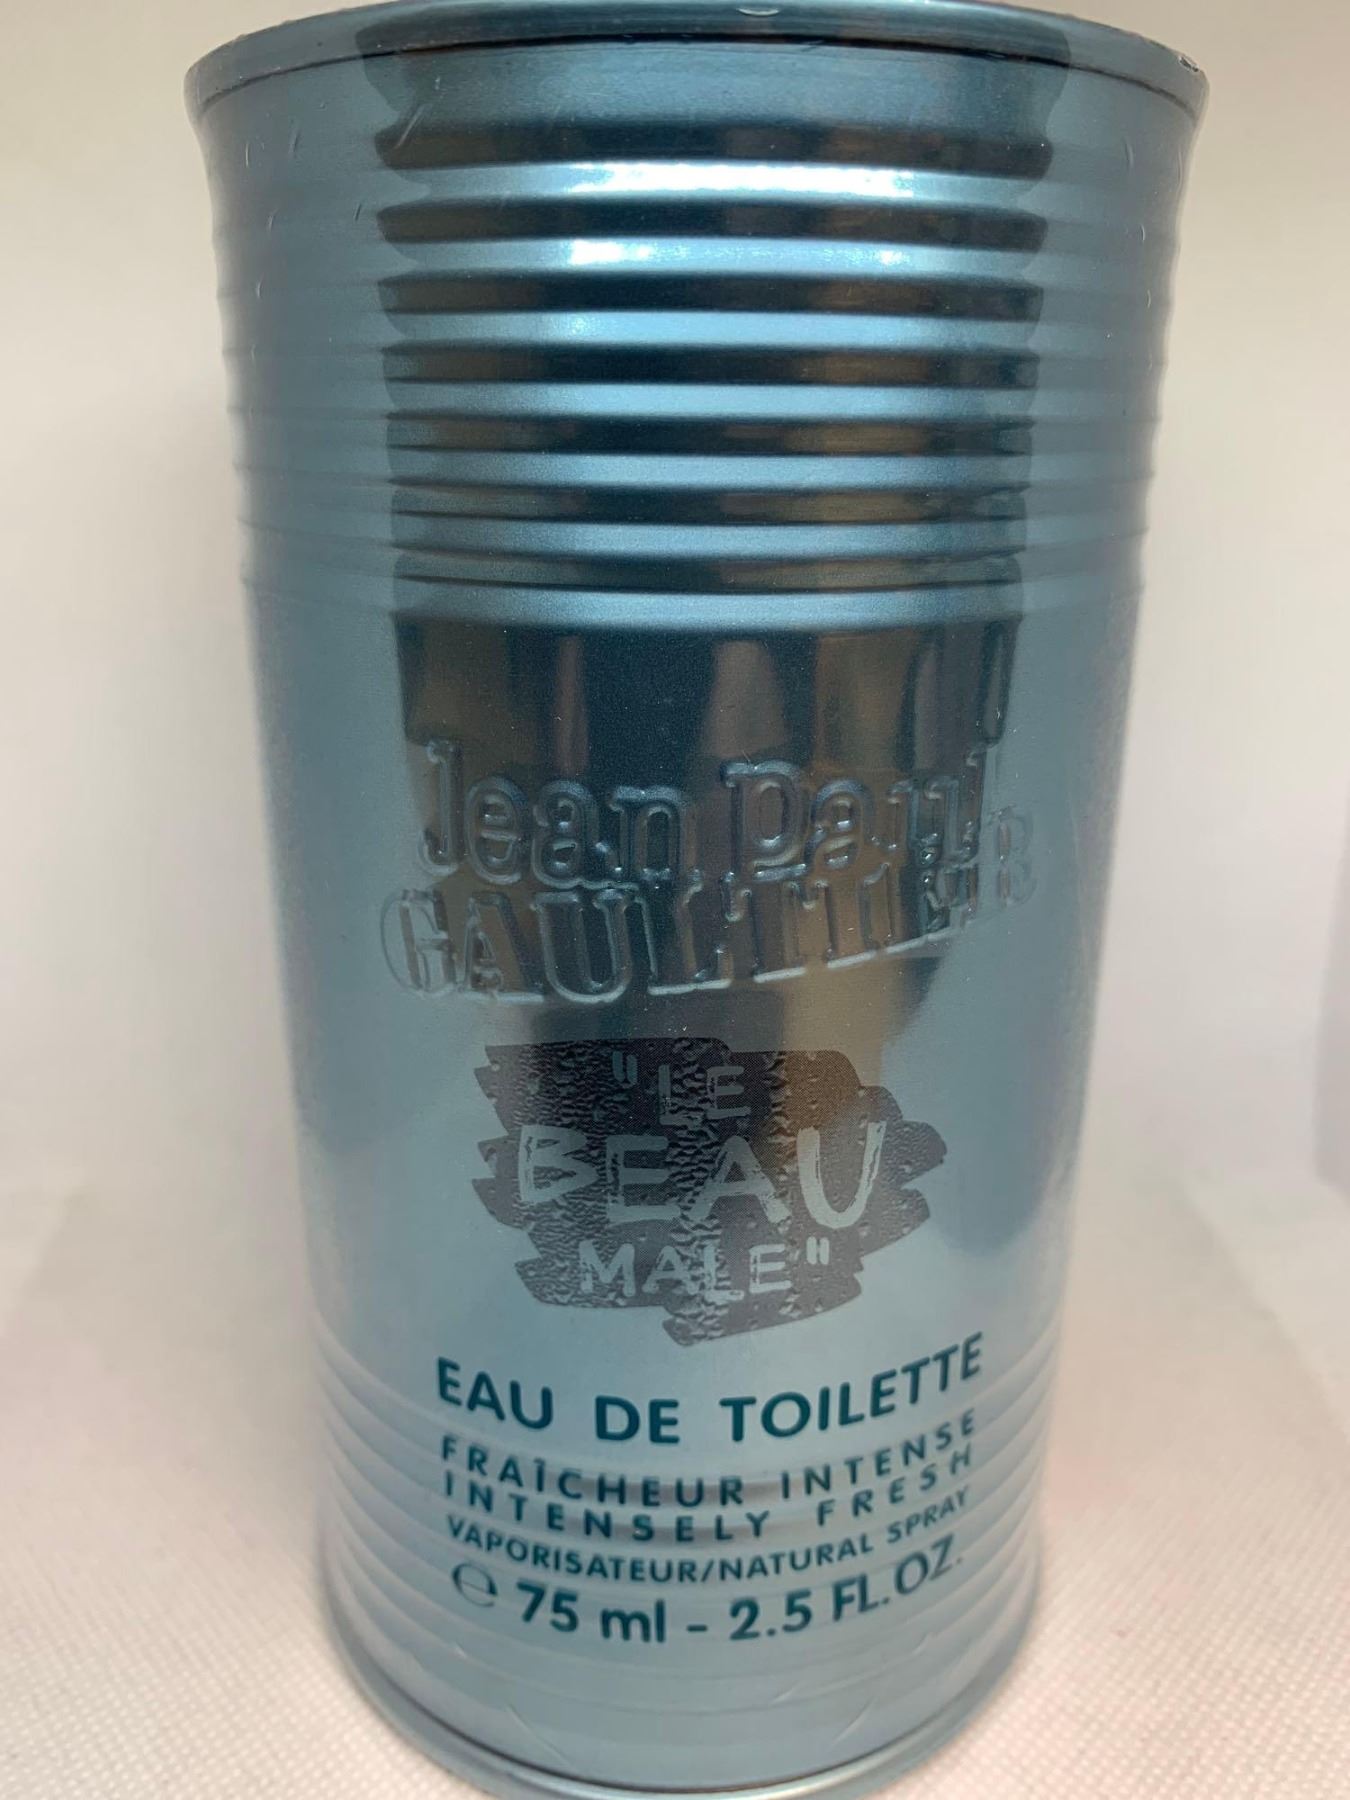 Jean Paul
GAULTIER
"LE
BEAU
MALE"
EAU DE TOILETTE
FRAÎCHEUR INTENSE
INTENSELY FRESH
VAPORISATEUR/NATURAL SPRAY
℮ 75 ml - 2.5 FL.OZ.